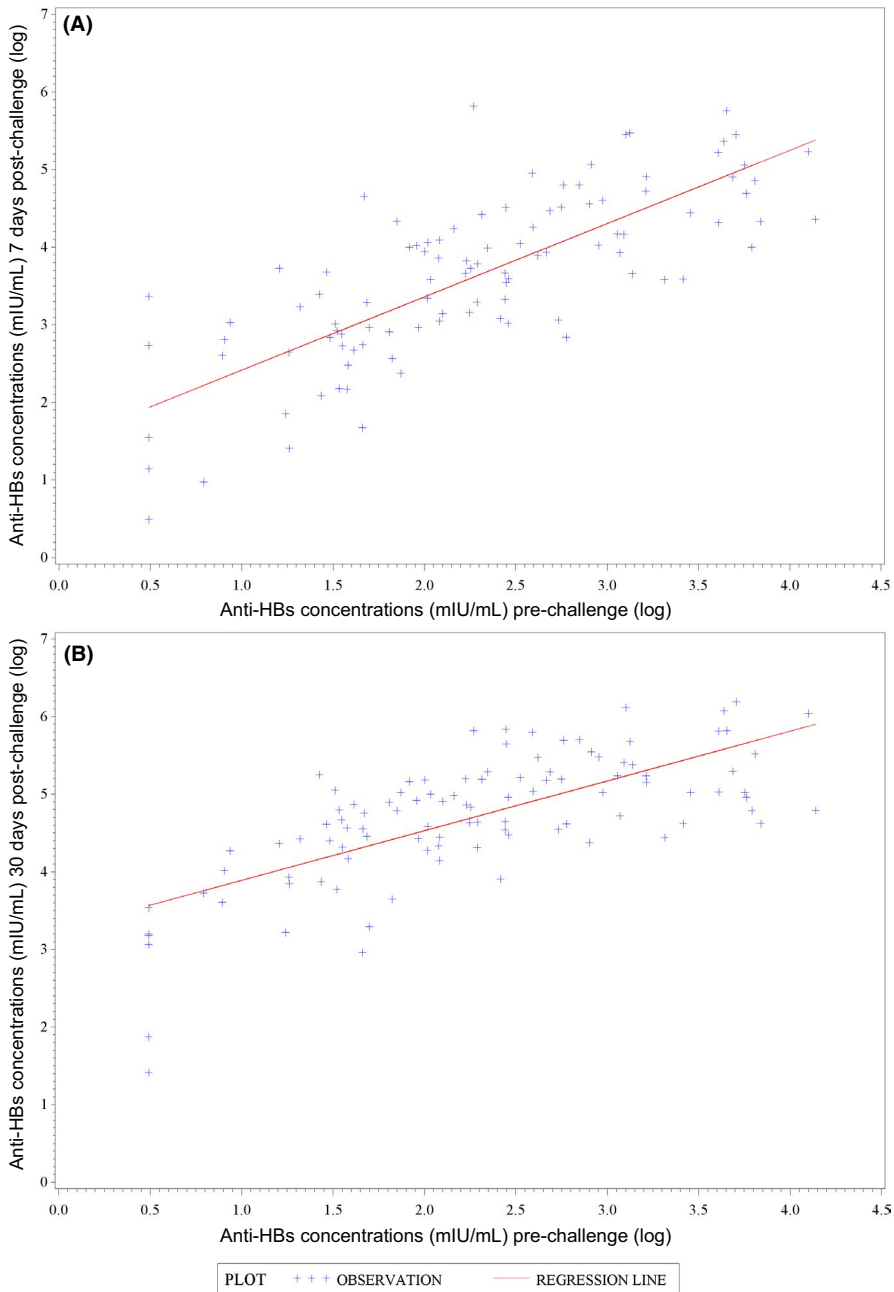 (A)
Anti-HBs concentrations (mIU/mL) 7 days post-challenge (log)
7
6
5
4
3
2
1
0
0.0 0.5 1.0 1.5 2.0 2.5 3.0 3.5 4.0 4.5
Anti-HBs concentrations (mIU/mL) pre-challenge (log)
(B)
Anti-HBs concentrations (mIU/mL) 30 days post-challenge (log)
7
6
5
4
3
2
1
0
0.0 0.5 1.0 1.5 2.0 2.5 3.0 3.5 4.0 4.5
Anti-HBs concentrations (mIU/mL) pre-challenge (log)
PLOT + + + OBSERVATION REGRESSION LINE